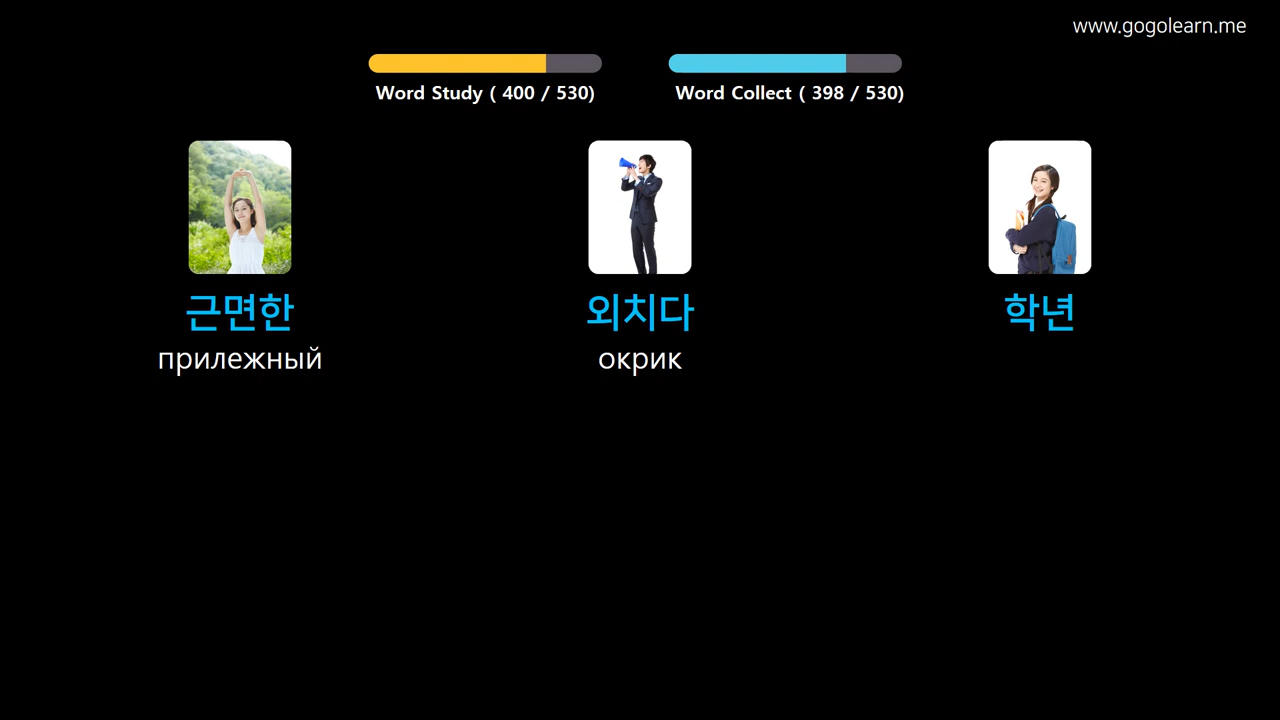 www.gogolearn.me
Word Study ( 400 / 530)
Word Collect ( 398 / 530)
근면한
прилежный
외치다
окрик
학년